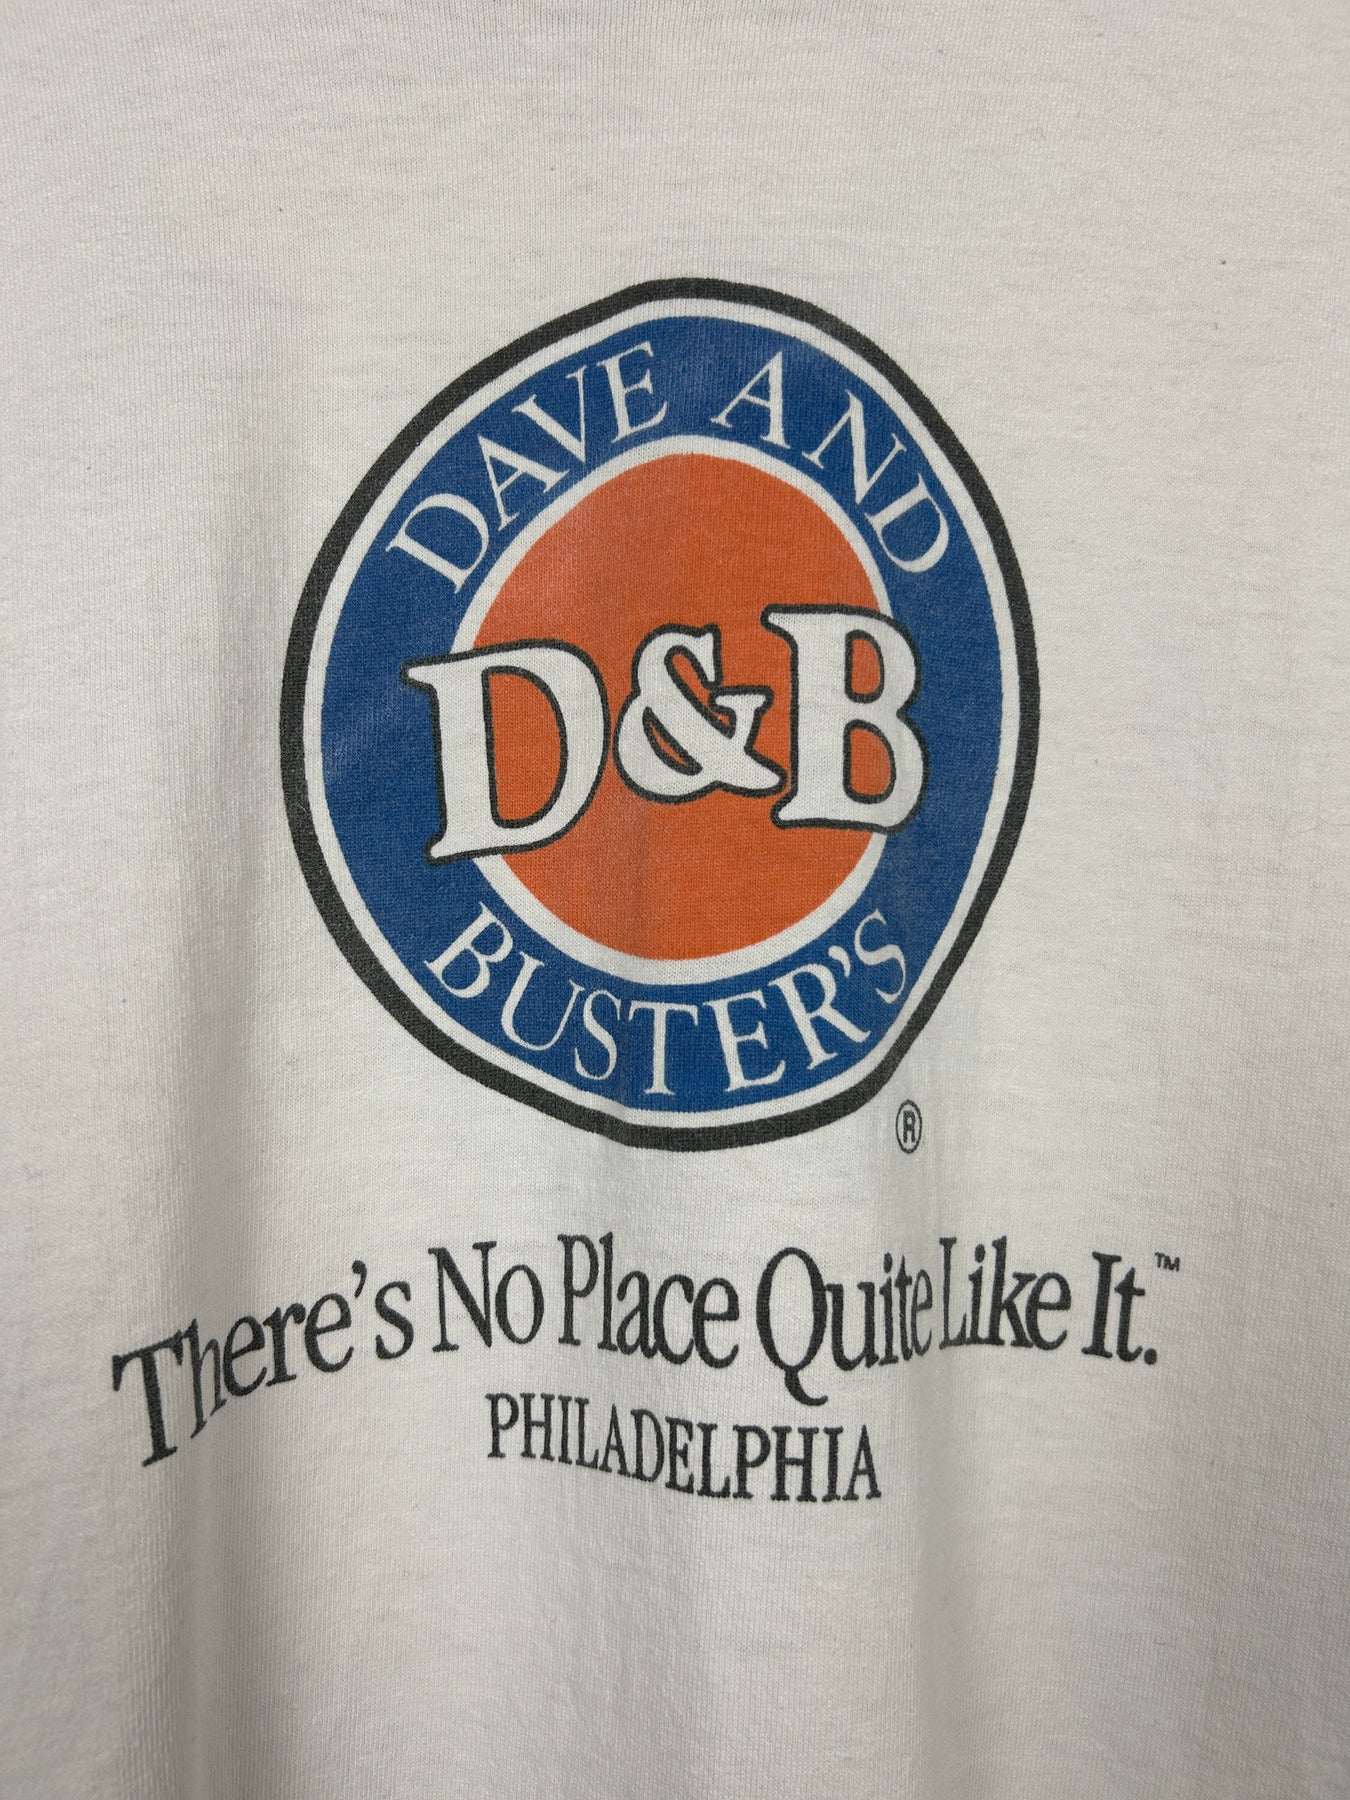 DAVE AND
D&B
BUSTER'S
®
There's No Place Quite Like It.™
PHILADELPHIA